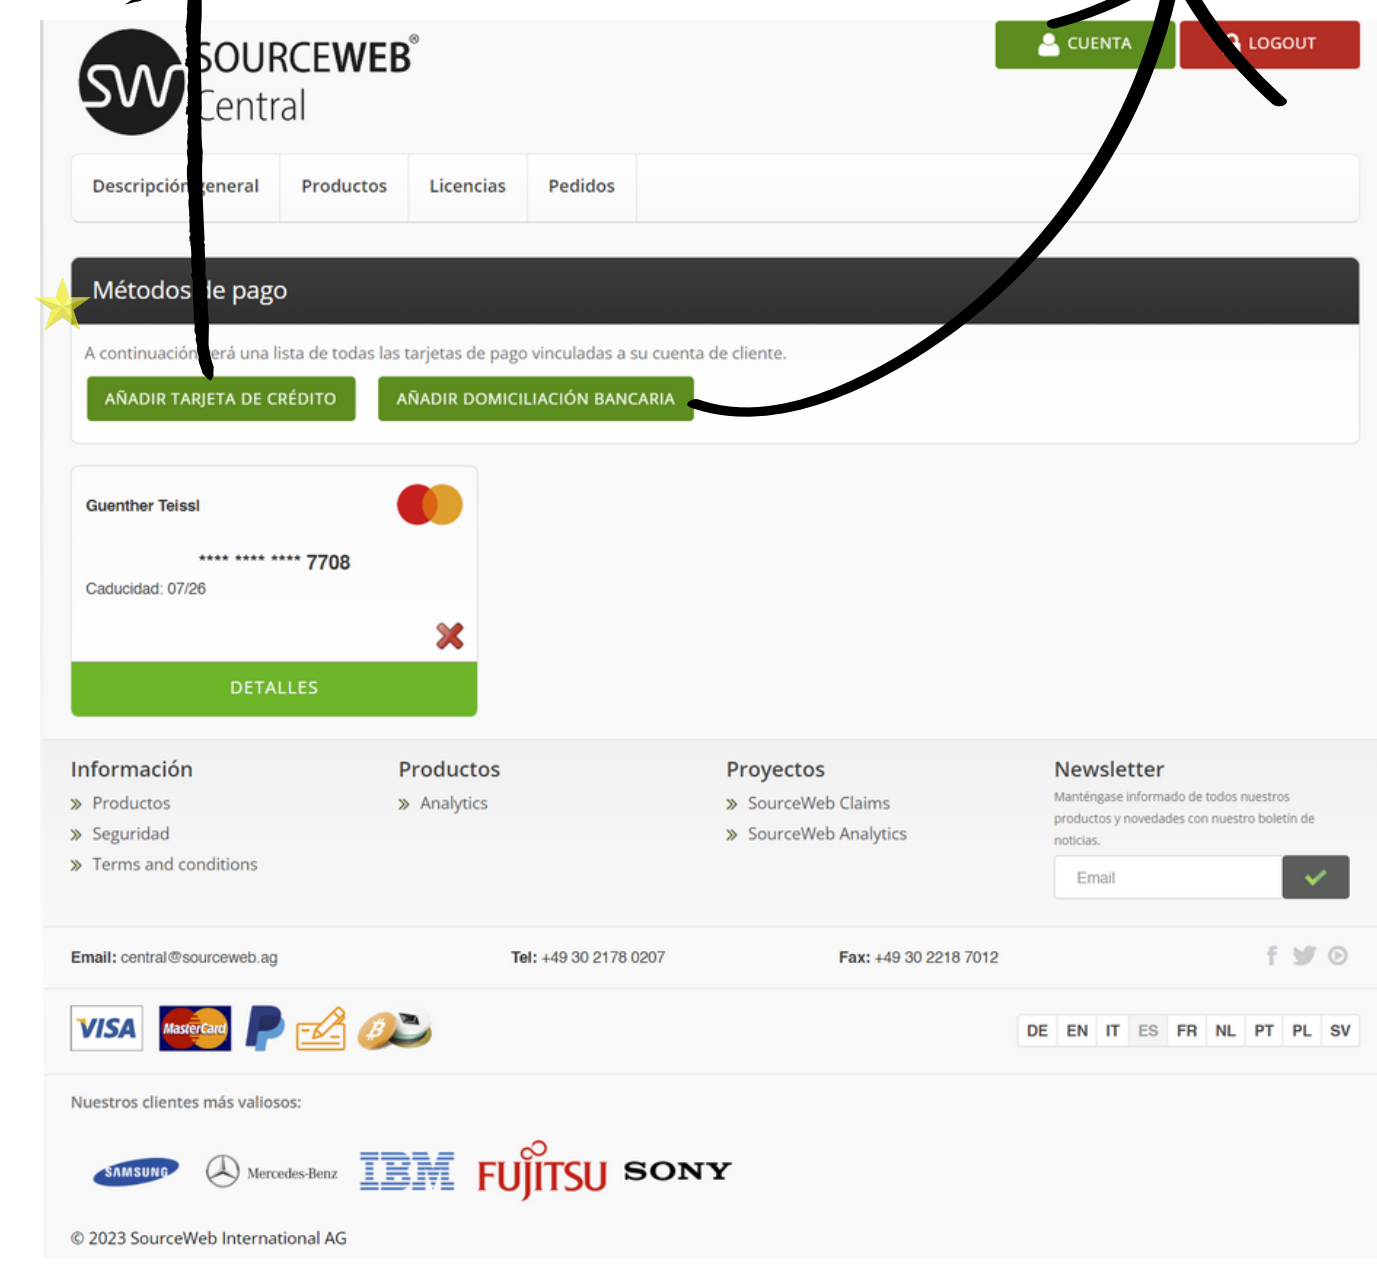 SOURCEWEB®
Central
CUENTA
LOGOUT
Descripción general
Productos
Licencias
Pedidos
Métodos de pago
A continuación verá una lista de todas las tarjetas de pago vinculadas a su cuenta de cliente.
AÑADIR TARJETA DE CRÉDITO
AÑADIR DOMICILIACIÓN BANCARIA
Guenther Teissl
**** **** **** 7708
Caducidad: 07/26
DETALLES
Información
» Productos
» Seguridad
» Terms and conditions
Productos
» Analytics
Proyectos
» SourceWeb Claims
» SourceWeb Analytics
Newsletter
Manténgase informado de todos nuestros
productos y novedades con nuestro boletín de
noticias.
Email
Email: central@sourceweb.ag
Tel: +49 30 2178 0207
Fax: +49 30 2218 7012
VISA
MasterCard
DE EN IT ES FR NL PT PL SV
Nuestros clientes más valiosos:
SAMSUNG
Mercedes-Benz
IBM
FUJITSU
SONY
© 2023 SourceWeb International AG